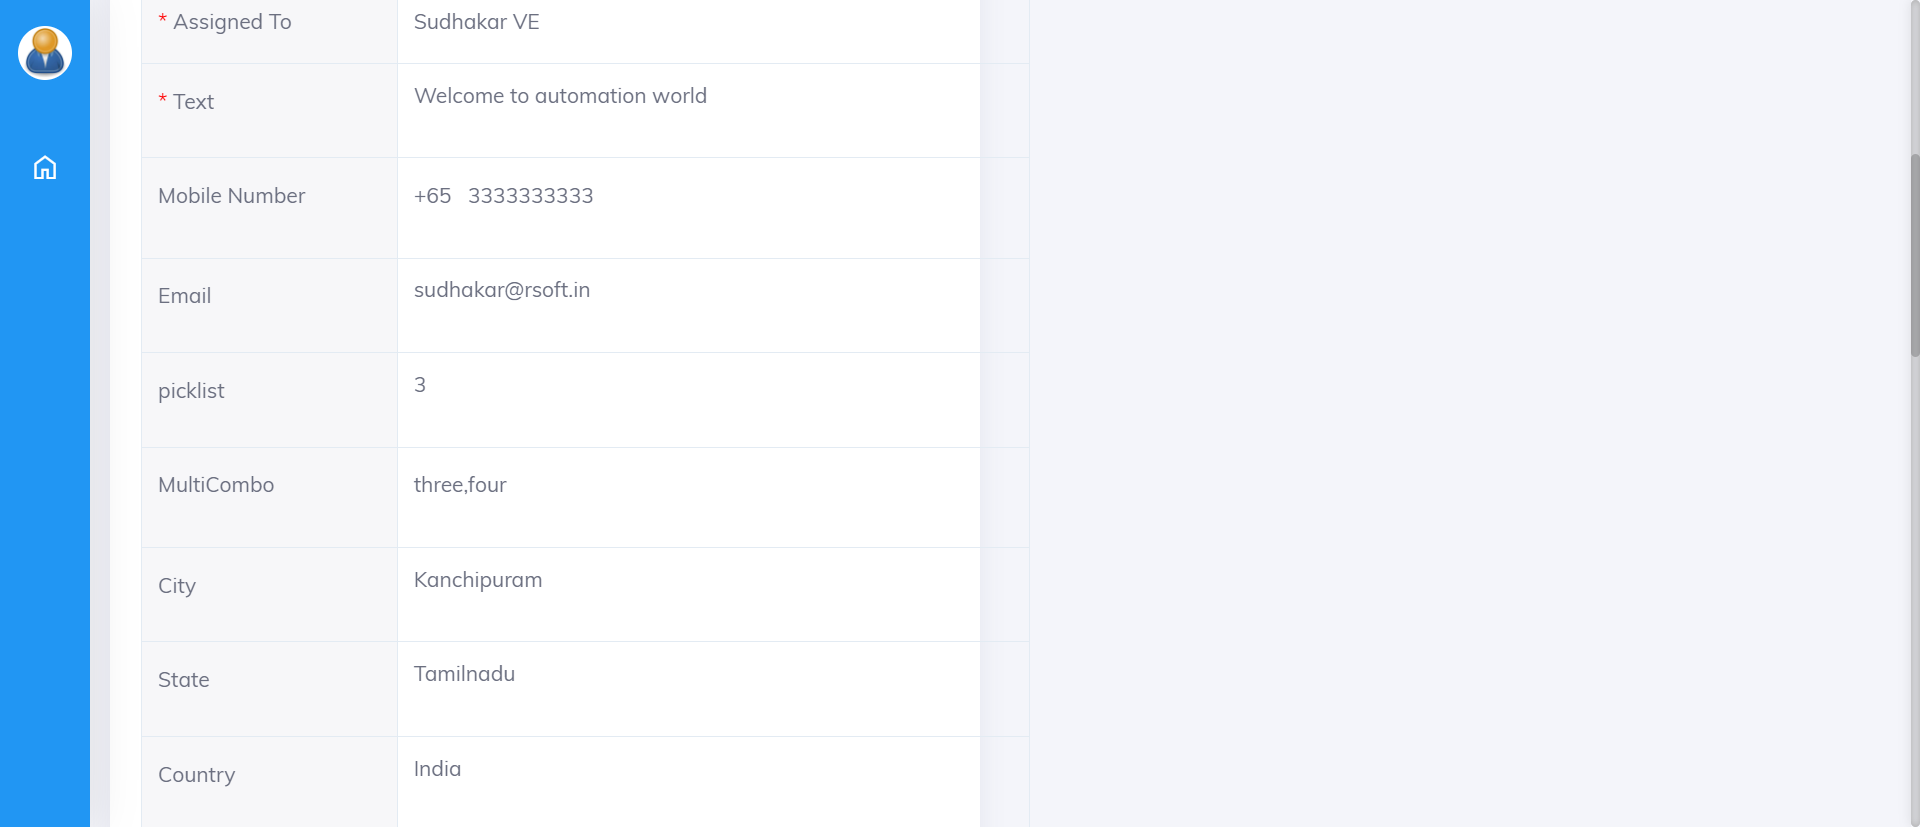 * Assigned To Sudhakar VE
* Text Welcome to automation world
Mobile Number +65 3333333333
Email sudhakar@rsoft.in
picklist 3
MultiCombo three,four
City Kanchipuram
State Tamilnadu
Country India